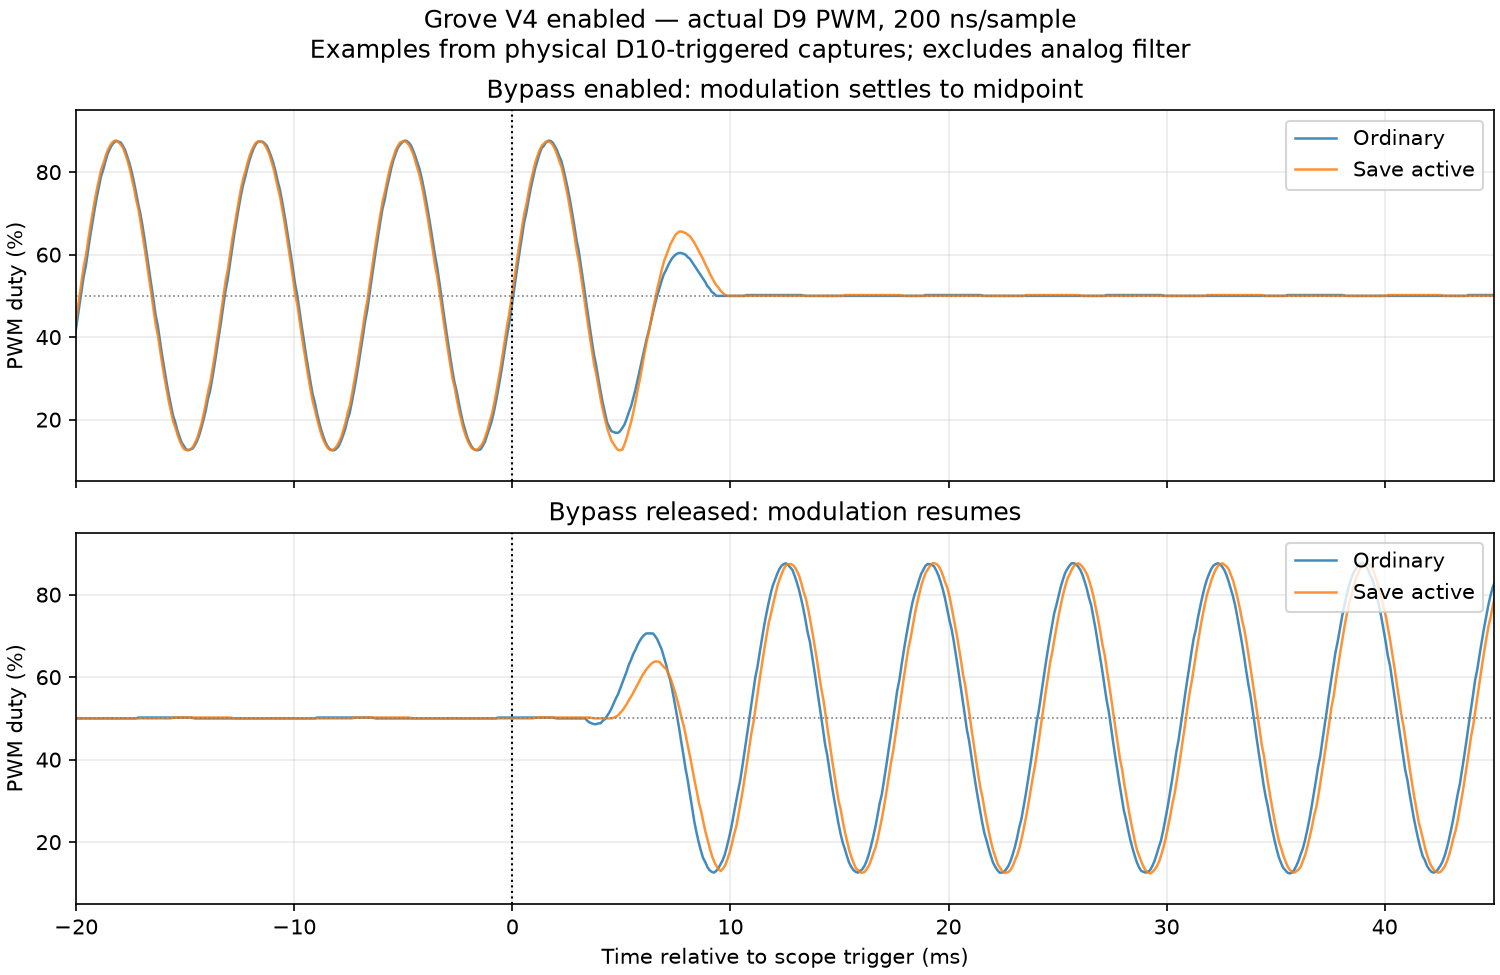 Grove V4 enabled — actual D9 PWM, 200 ns/sample
Examples from physical D10-triggered captures; excludes analog filter
Bypass enabled: modulation settles to midpoint
Ordinary
Save active
PWM duty (%)
80
60
40
20
Bypass released: modulation resumes
Ordinary
Save active
PWM duty (%)
80
60
40
20
−20 −10 0 10 20 30 40
Time relative to scope trigger (ms)